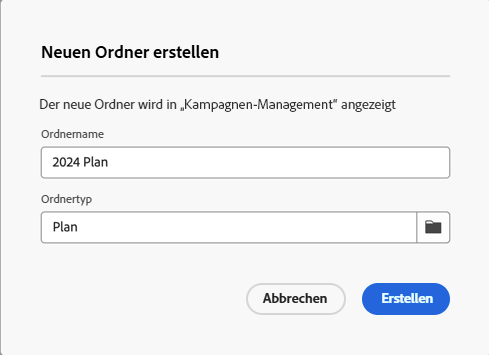 Neuen Ordner erstellen
Der neue Ordner wird in „Kampagnen-Management“ angezeigt
Ordnername
2024 Plan
Ordnertyp
Plan
Abbrechen
Erstellen